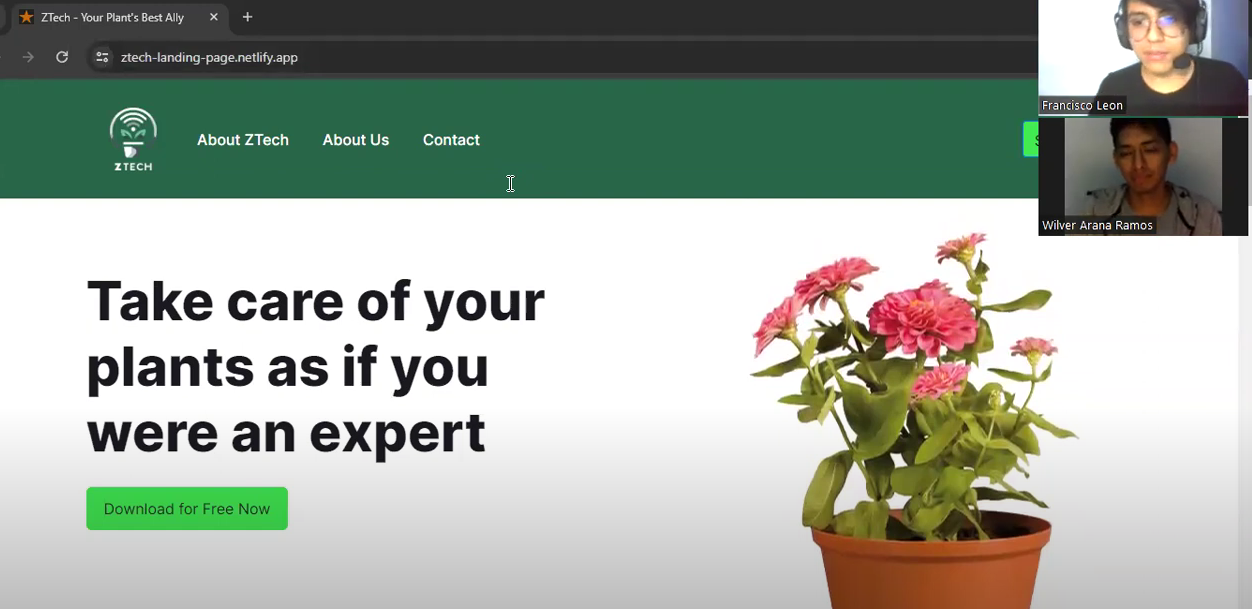 ZTech - Your Plant's Best Ally
ztech-landing-page.netlify.app
Francisco Leon
ZTECH
About ZTech
About Us
Contact
Wilver Arana Ramos
Take care of your
plants as if you
were an expert
Download for Free Now